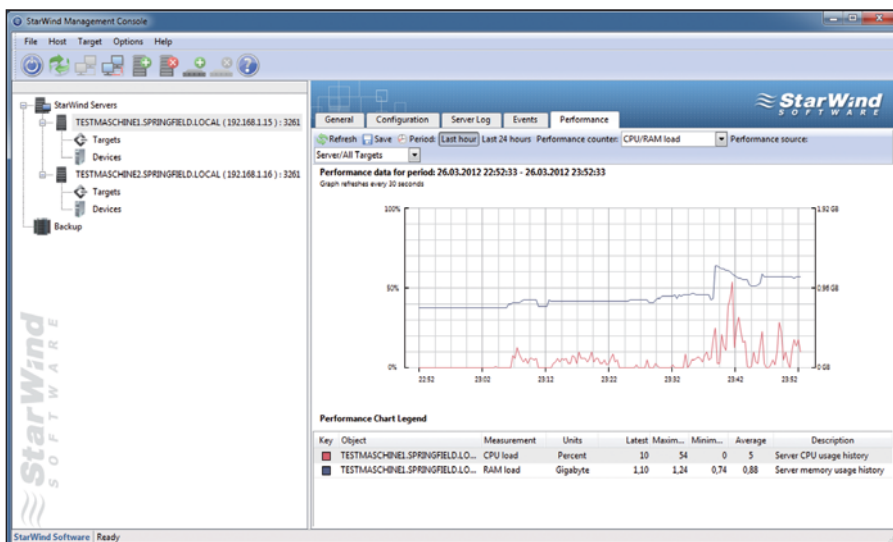 StarWind Management Console
File Host Target Options Help
StarWind Servers
TESTMASCHINE1.SPRINGFIELD.LOCAL ( 192.168.1.15 ) : 3261
Targets
Devices
TESTMASCHINE2.SPRINGFIELD.LOCAL ( 192.168.1.16 ) : 3261
Targets
Devices
Backup
StarWind
SOFTWARE
StarWind
SOFTWARE
General Configuration Server Log Events Performance
Refresh Save Period: Last hour Last 24 hours Performance counter: CPU/RAM load Performance source:
Server/All Targets
Performance data for period: 26.03.2012 22:52:33 - 26.03.2012 23:52:33
Graph refreshes every 30 seconds
100% 1.92 GB
50% 0.96 GB
0% 0 GB
22:52 23:02 23:12 23:22 23:32 23:42 23:52
Performance Chart Legend
Key Object Measurement Units Latest Maxim... Minim... Average Description
TESTMASCHINE1.SPRINGFIELD.LO... CPU load Percent 10 54 0 5 Server CPU usage history
TESTMASCHINE1.SPRINGFIELD.LO... RAM load Gigabyte 1,10 1,24 0,74 0,88 Server memory usage history
StarWind Software Ready